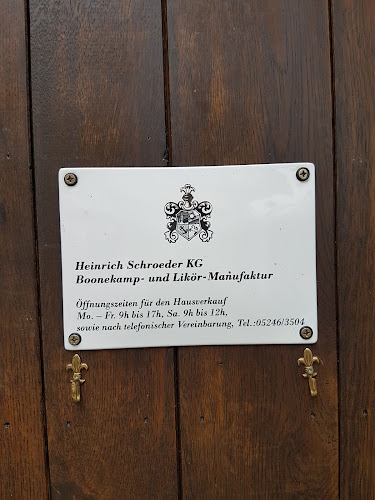 Heinrich Schroeder KG
Boonekamp- und Likör-Manufaktur
Öffnungszeiten für den Hausverkauf
Mo. – Fr. 9h bis 17h, Sa. 9h bis 12h,
sowie nach telefonischer Vereinbarung, Tel.:05246/3504